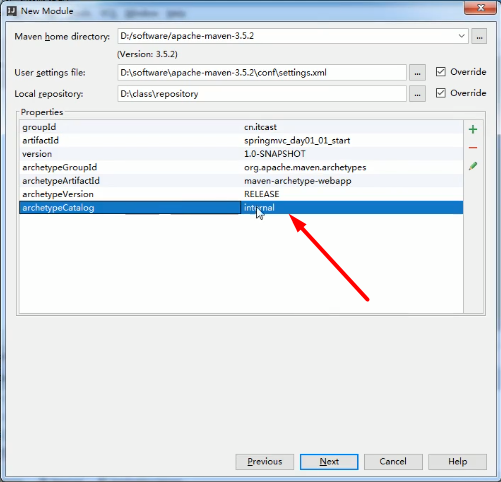 New Module
Maven home directory: D:/software/apache-maven-3.5.2 ...
(Version: 3.5.2)
User settings file: D:\software\apache-maven-3.5.2\conf\settings.xml ... Override
Local repository: D:\class\repository ... Override
Properties
groupId cn.itcast
artifactId springmvc_day01_01_start
version 1.0-SNAPSHOT
archetypeGroupId org.apache.maven.archetypes
archetypeArtifactId maven-archetype-webapp
archetypeVersion RELEASE
archetypeCatalog internal
Previous Next Cancel Help